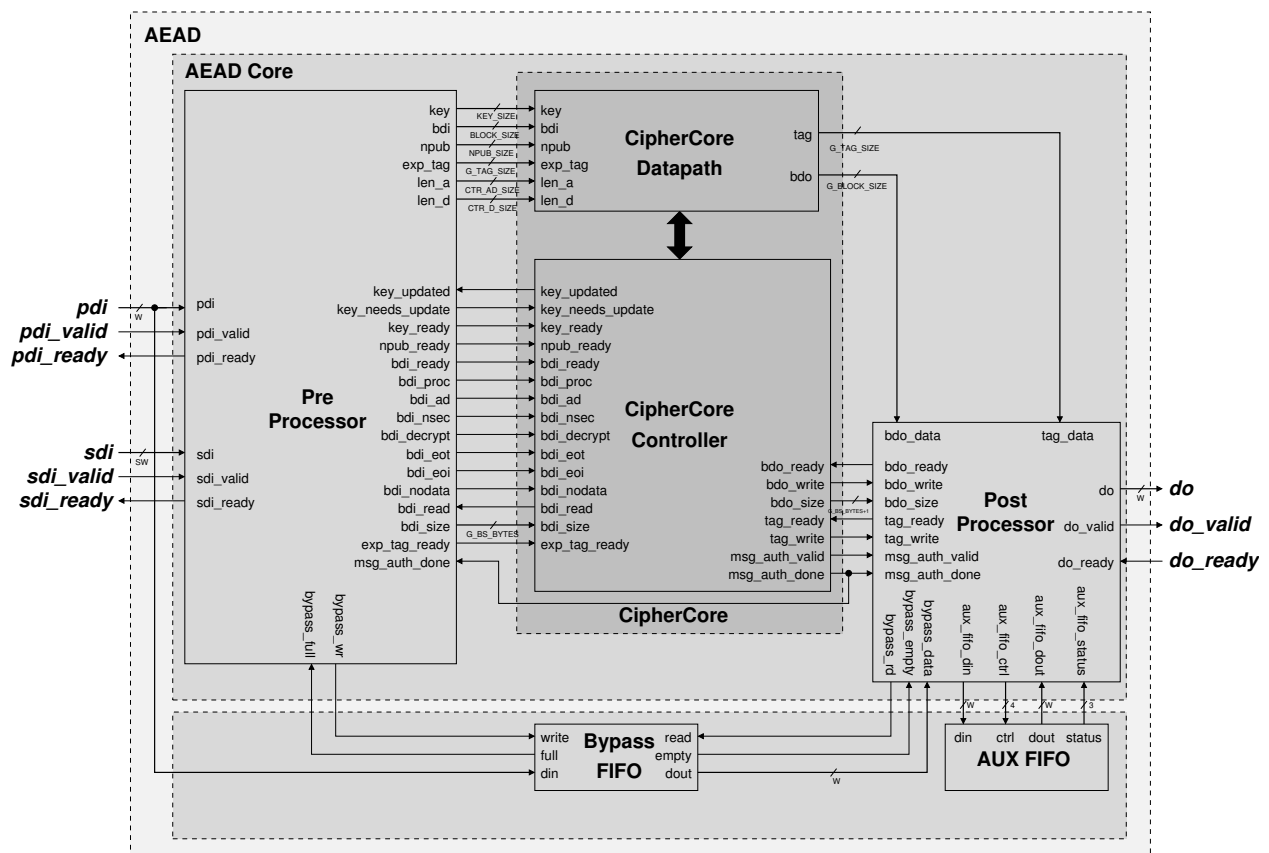 AEAD
AEAD Core
key
bdi
npub
exp_tag
len_a
len_d
KEY_SIZE
BLOCK_SIZE
NPUB_SIZE
G_TAG_SIZE
CTR_AD_SIZE
CTR_D_SIZE
key
bdi
npub
exp_tag
len_a
len_d
CipherCore
Datapath
tag
bdo
G_TAG_SIZE
G_BLOCK_SIZE
pdi
pdi_valid
pdi_ready
sdi
sdi_valid
sdi_ready
W
SW
pdi
pdi_valid
pdi_ready
sdi
sdi_valid
sdi_ready
Pre
Processor
key_updated
key_needs_update
key_ready
npub_ready
bdi_ready
bdi_proc
bdi_ad
bdi_nsec
bdi_decrypt
bdi_eot
bdi_eoi
bdi_nodata
bdi_read
bdi_size
exp_tag_ready
msg_auth_done
G_BS_BYTES
bypass_full
bypass_wr
key_updated
key_needs_update
key_ready
npub_ready
bdi_ready
bdi_proc
bdi_ad
bdi_nsec
bdi_decrypt
bdi_eot
bdi_eoi
bdi_nodata
bdi_read
bdi_size
exp_tag_ready
CipherCore
Controller
bdo_ready
bdo_write
bdo_size
tag_ready
tag_write
msg_auth_valid
msg_auth_done
G_BS_BYTES+1
CipherCore
bdo_data
tag_data
bdo_ready
bdo_write
bdo_size
tag_ready
tag_write
msg_auth_valid
msg_auth_done
Post
Processor
do
do_valid
do_ready
W
do
do_valid
do_ready
bypass_rd
bypass_empty
bypass_data
aux_fifo_din
aux_fifo_ctrl
aux_fifo_dout
aux_fifo_status
W
4
W
3
write
full
din
Bypass
FIFO
read
empty
dout
W
din
ctrl
dout
status
AUX FIFO